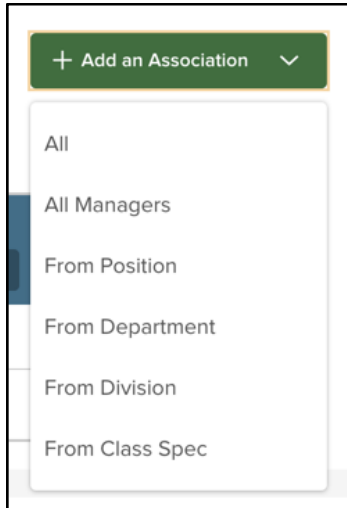 + Add an Association
All
All Managers
From Position
From Department
From Division
From Class Spec